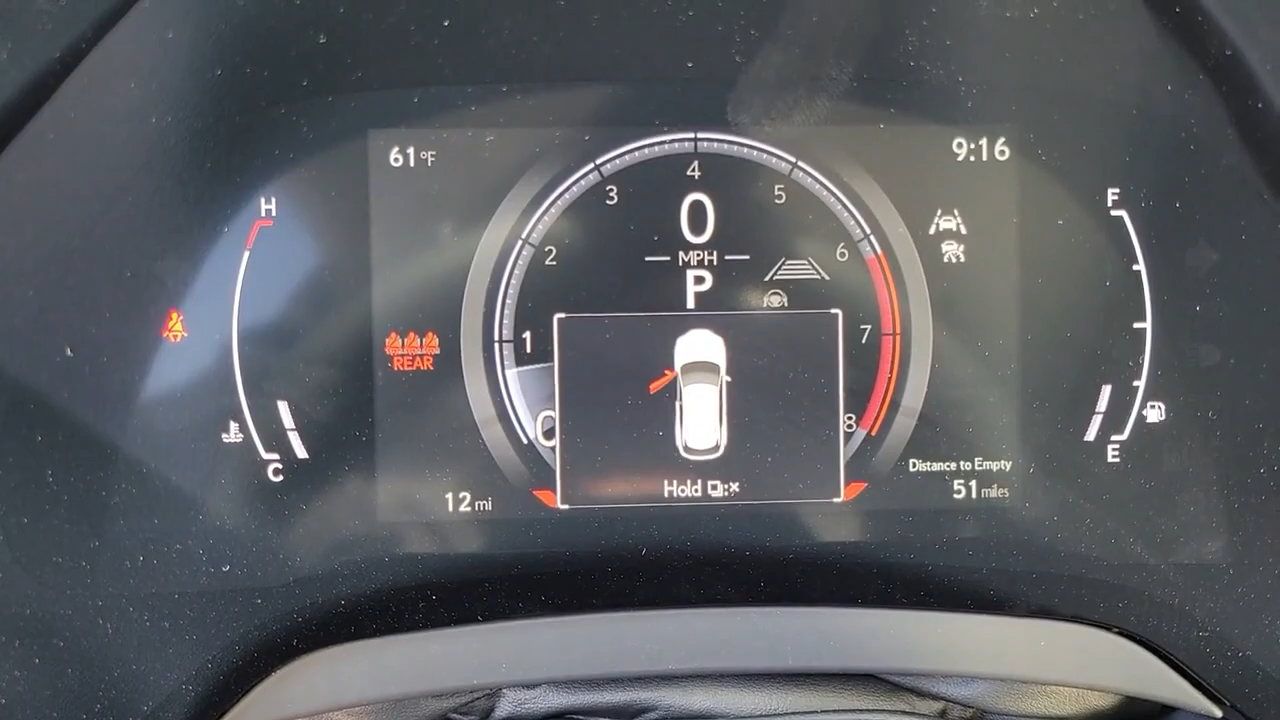 61°F
9:16
H
F
4
3
5
0
2
MPH
6
P
1
7
REAR
0
8
E
C
Distance to Empty
Hold :×
51 miles
12 mi